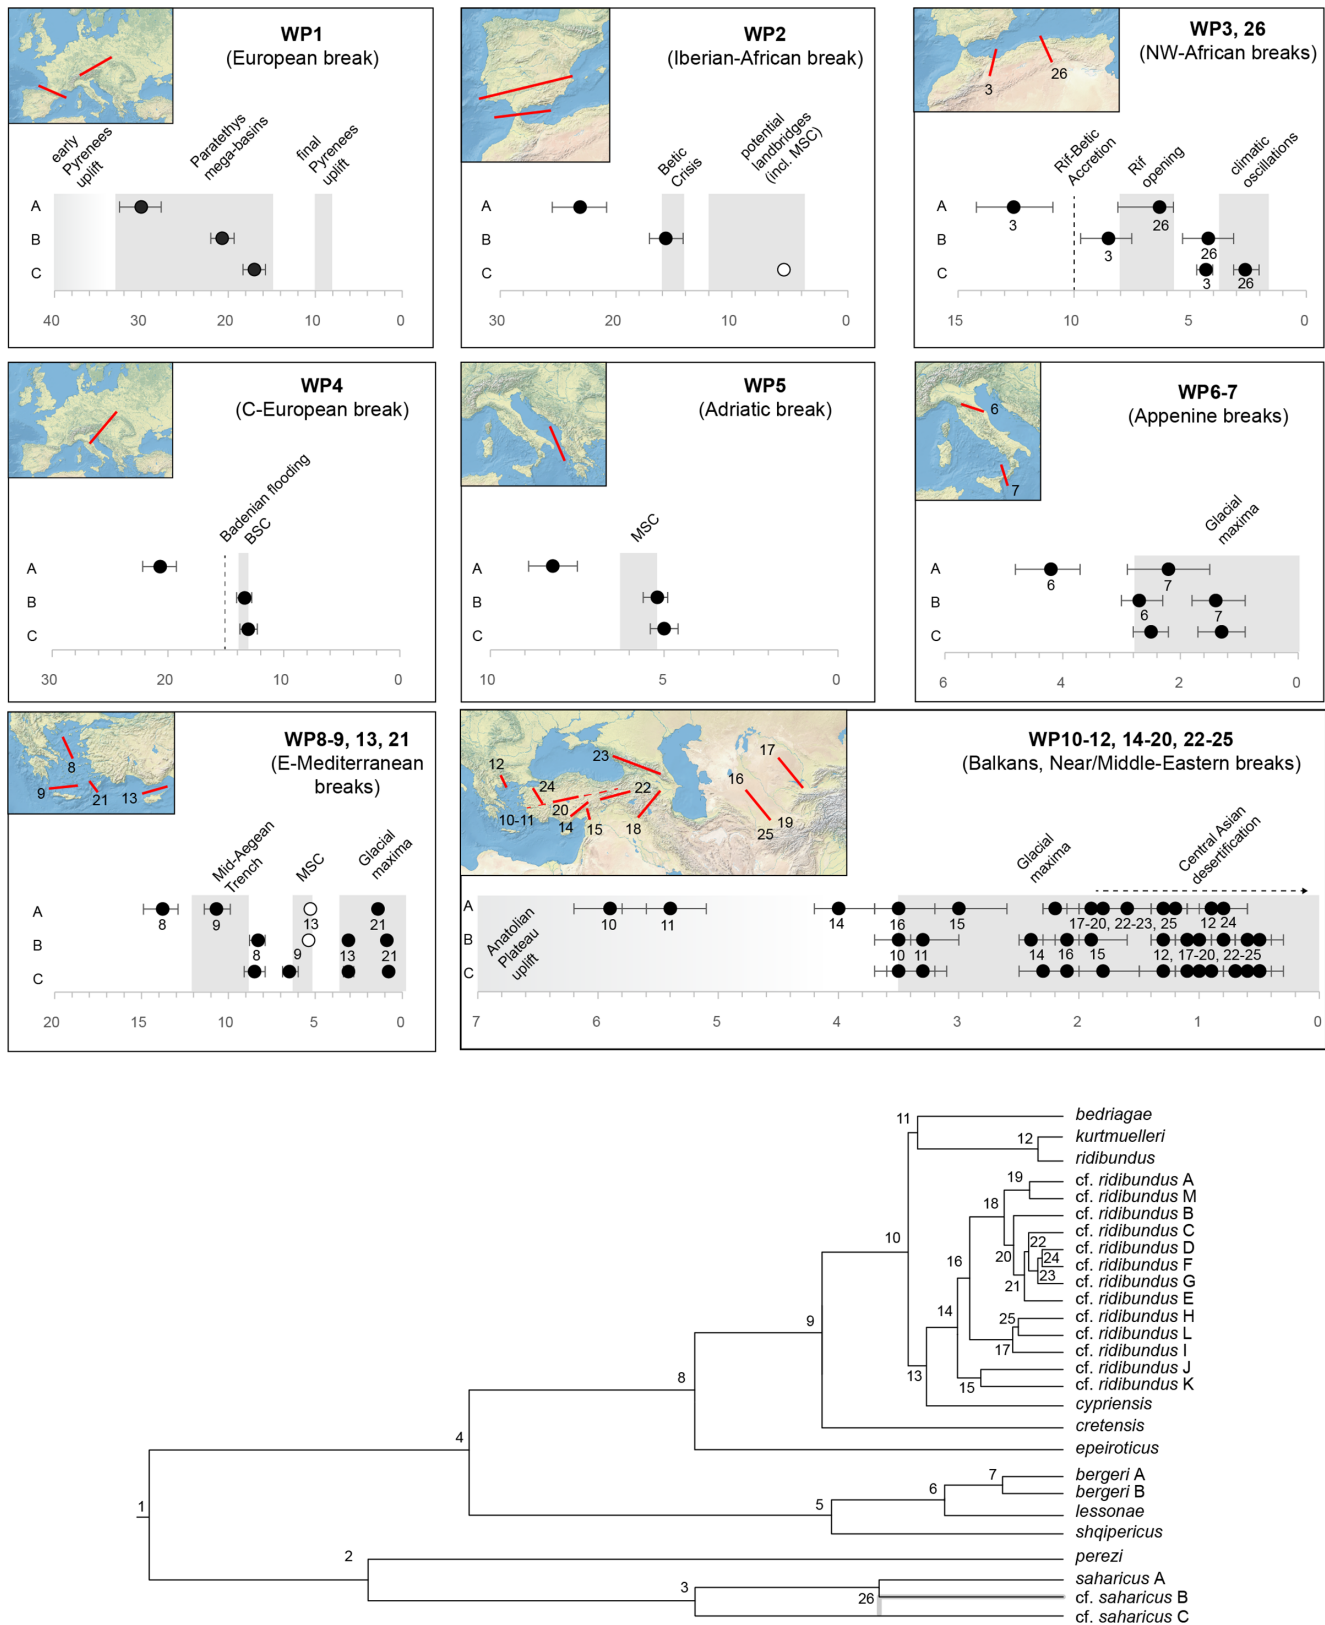 WP1
(European break)
early
Pyrenees
uplift
Paratethys
mega-basins
final
Pyrenees
uplift
A
B
C
40 30 20 10 0
WP2
(Iberian-African break)
Betic
Crisis
potential
landbridges
(incl. MSC)
A
B
C
30 20 10 0
WP3, 26
(NW-African breaks)
3
26
Rif-Betic
Accretion
Rif
opening
climatic
oscillations
A
3 26
B
3 26
C
3 26
15 10 5 0
WP4
(C-European break)
Badenian flooding
BSC
A
B
C
30 20 10 0
WP5
(Adriatic break)
MSC
A
B
C
10 5 0
WP6-7
(Appenine breaks)
6
7
Glacial
maxima
A
6 7
B
6 7
C
6 4 2 0
WP8-9, 13, 21
(E-Mediterranean
breaks)
8
9 21 13
Mid-Aegean
Trench
MSC
Glacial
maxima
A
8 9 13 21
B
8 9 13 21
C
20 15 10 5 0
WP10-12, 14-20, 22-25
(Balkans, Near/Middle-Eastern breaks)
12
23
17
16
24
22
20
10-11
14
15
18
19
25
Glacial
maxima
Central Asian
desertification
Anatolian
Plateau
uplift
A
10 11 14 16 15 17-20, 22-23, 25 12 24
B
10 11 14 16 15 12, 17-20, 22-25
C
7 6 5 4 3 2 1 0
11
bedriagae
12
kurtmuelleri
ridibundus
19
cf. ridibundus A
cf. ridibundus M
18
cf. ridibundus B
cf. ridibundus C
10
22
cf. ridibundus D
16
20
24
cf. ridibundus F
23
cf. ridibundus G
21
cf. ridibundus E
14
25
cf. ridibundus H
9
cf. ridibundus L
17
cf. ridibundus I
13
cf. ridibundus J
8
15
cf. ridibundus K
cypriensis
cretensis
4
epeiroticus
7
bergeri A
6
bergeri B
5
lessonae
1
shqipericus
2
perezi
3
saharicus A
26
cf. saharicus B
cf. saharicus C